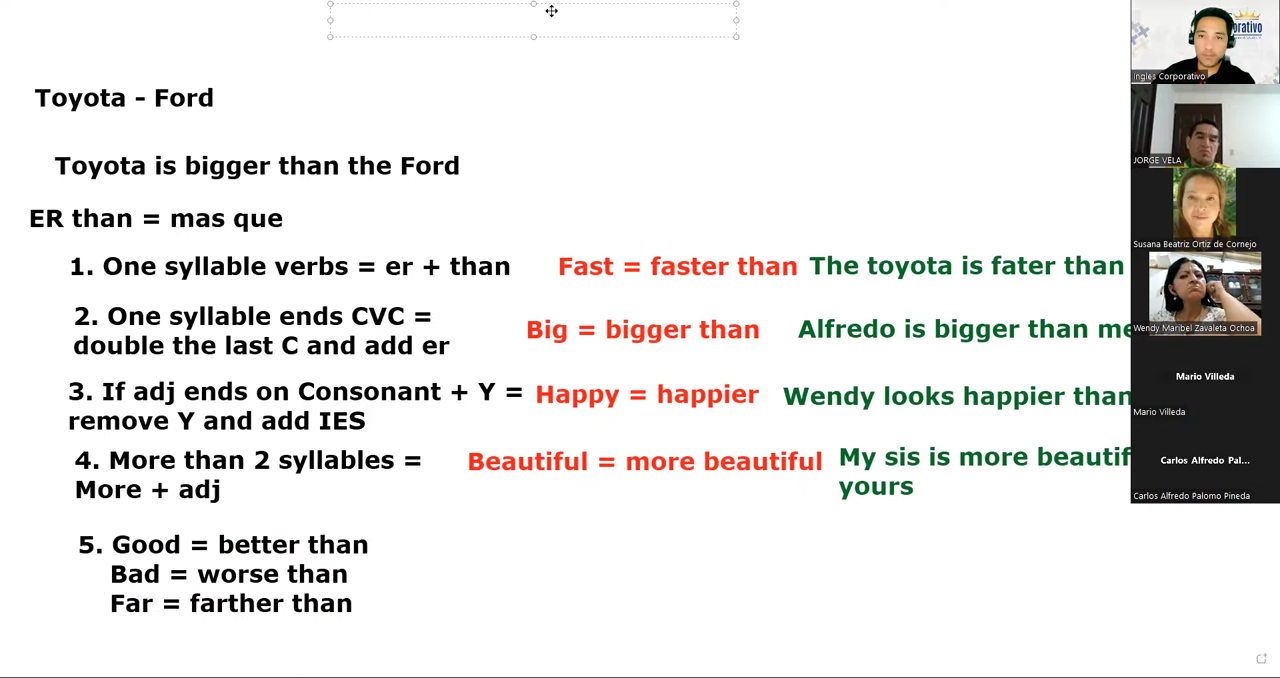 Toyota - Ford
Toyota is bigger than the Ford
ER than = mas que
1. One syllable verbs = er + than
Fast = faster than
The toyota is fater than
2. One syllable ends CVC =
double the last C and add er
Big = bigger than
Alfredo is bigger than me
3. If adj ends on Consonant + Y =
remove Y and add IES
Happy = happier
Wendy looks happier than
4. More than 2 syllables =
More + adj
Beautiful = more beautiful
My sis is more beautif
yours
5. Good = better than
Bad = worse than
Far = farther than
orativo
Ingles Corporativo
JORGE VELA
Susana Beatriz Ortiz de Cornejo
Wendy Maribel Zavaleta Ochoa
Mario Villeda
Mario Villeda
Carlos Alfredo Pal...
Carlos Alfredo Palomo Pineda